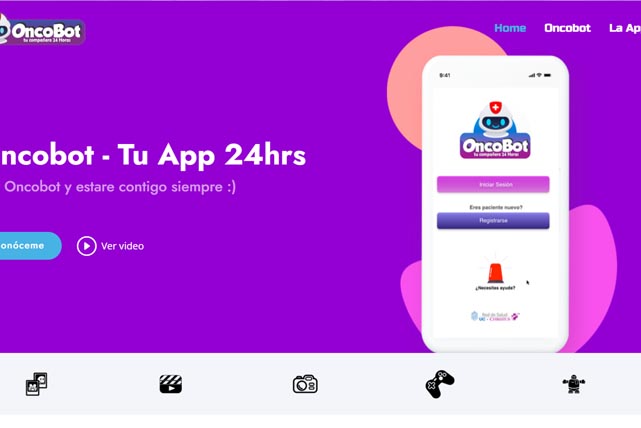 OncoBot
tu compañero 24 Horas
Home Oncobot La Ap
9:41
OncoBot
tu compañero 24 Horas
ncobot - Tu App 24hrs
Oncobot y estare contigo siempre :)
Iniciar Sesión
Eres paciente nuevo?
Registrarse
onóceme
Ver video
¿Necesitas ayuda?
Red de Salud
UC - CHRISTUS